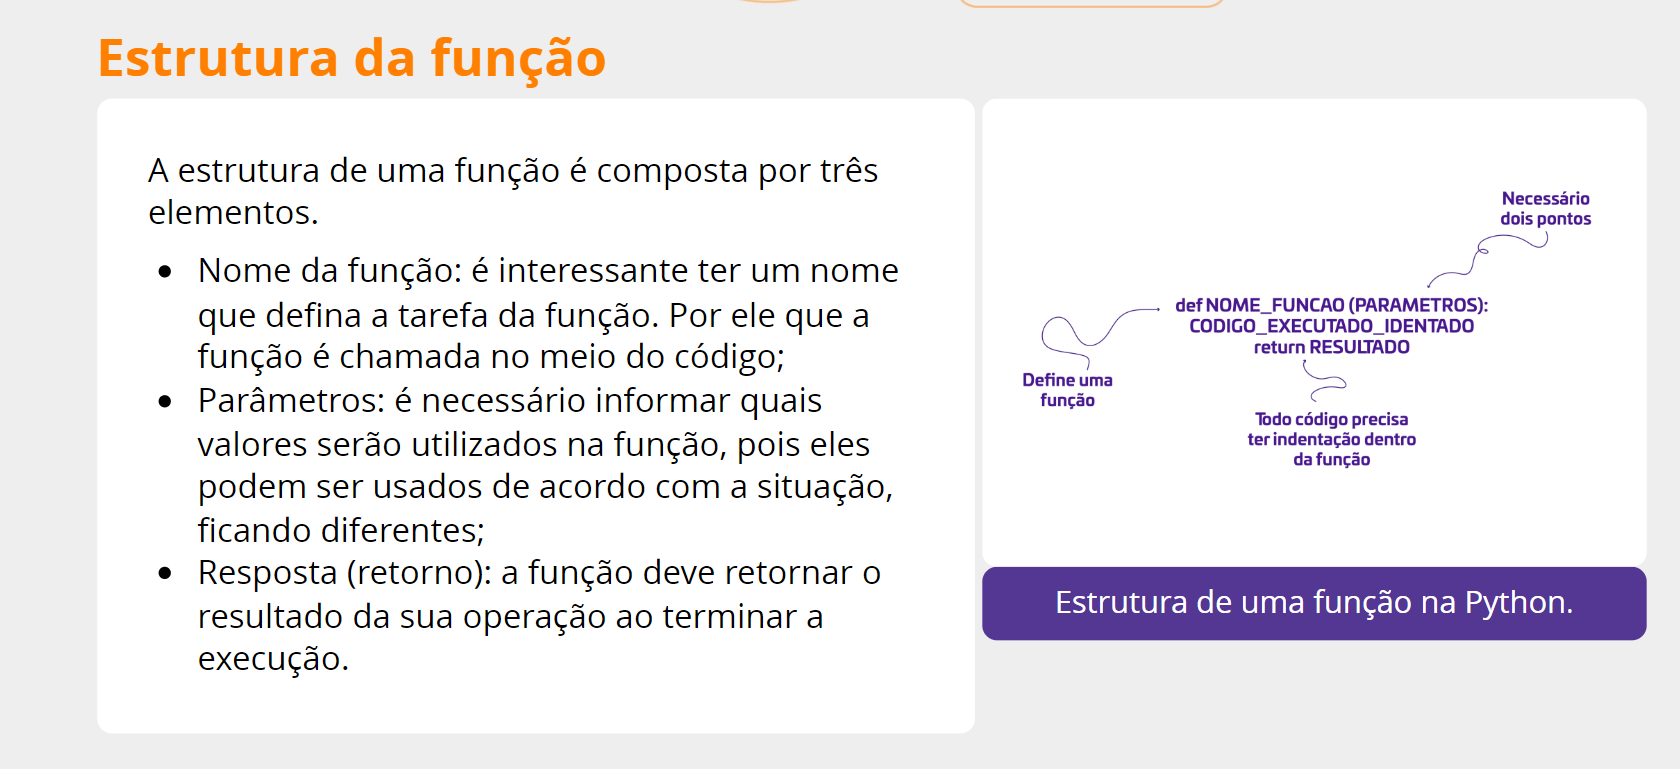 Estrutura da função
A estrutura de uma função é composta por três
elementos.
Nome da função: é interessante ter um nome
que defina a tarefa da função. Por ele que a
função é chamada no meio do código;
Parâmetros: é necessário informar quais
valores serão utilizados na função, pois eles
podem ser usados de acordo com a situação,
ficando diferentes;
Resposta (retorno): a função deve retornar o
resultado da sua operação ao terminar a
execução.
Necessário
dois pontos
def NOME_FUNCAO (PARAMETROS):
CODIGO_EXECUTADO_IDENTADO
return RESULTADO
Define uma
função
Todo código precisa
ter indentação dentro
da função
Estrutura de uma função na Python.